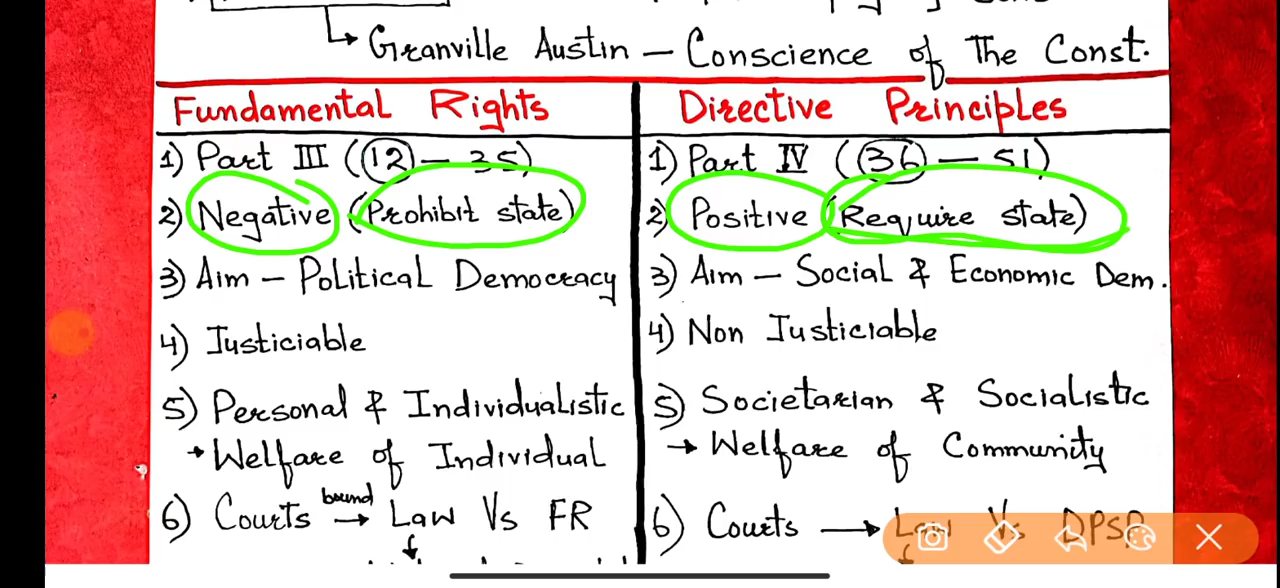 Granville Austin — Conscience of The Const.
Fundamental Rights
1) Part III (12 — 35)
2) Negative (Prohibit state)
3) Aim — Political Democracy
4) Justiciable
5) Personal & Individualistic
• Welfare of Individual
6) Courts bound → Law Vs FR
Directive Principles
1) Part IV (36 — 51)
2) Positive (Require state)
3) Aim — Social & Economic Dem.
4) Non Justiciable
5) Societarian & Socialistic
→ Welfare of Community
6) Courts → Law Vs DPSP